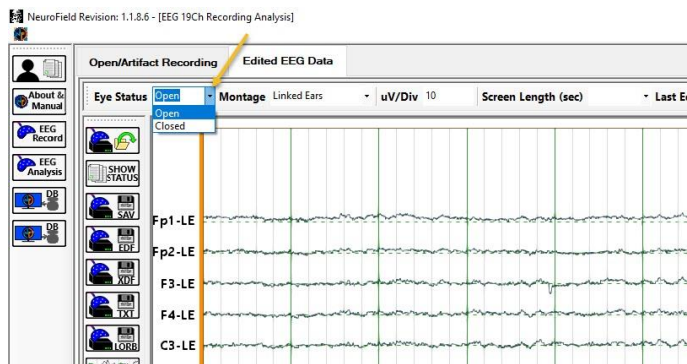 NeuroField Revision: 1.1.8.6 - [EEG 19Ch Recording Analysis]
Open/Artifact Recording Edited EEG Data
About & Manual
Eye Status Open Montage Linked Ears uV/Div 10 Screen Length (sec) Last E
Open
Closed
EEG Record
EEG Analysis
DB
DB
SHOW STATUS
SAV
EDF
XDF
TXT
LORB
Fp1-LE
Fp2-LE
F3-LE
F4-LE
C3-LE